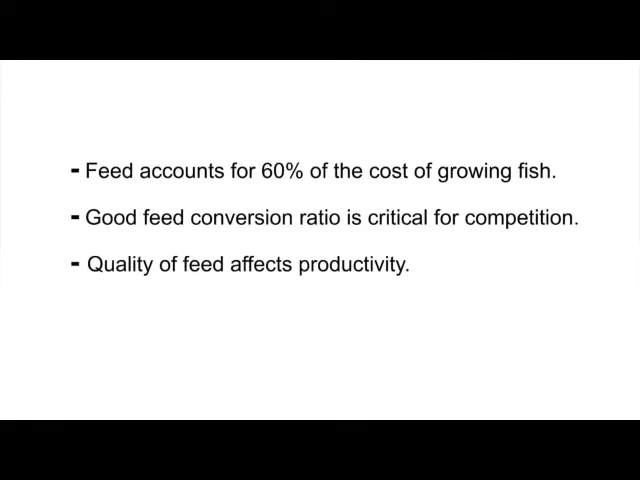 - Feed accounts for 60% of the cost of growing fish.
- Good feed conversion ratio is critical for competition.
- Quality of feed affects productivity.